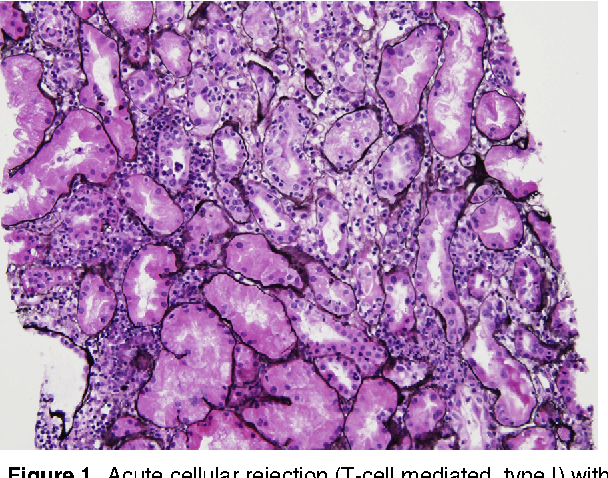 Figure 1. Acute cellular rejection (T-cell mediated, type I) with